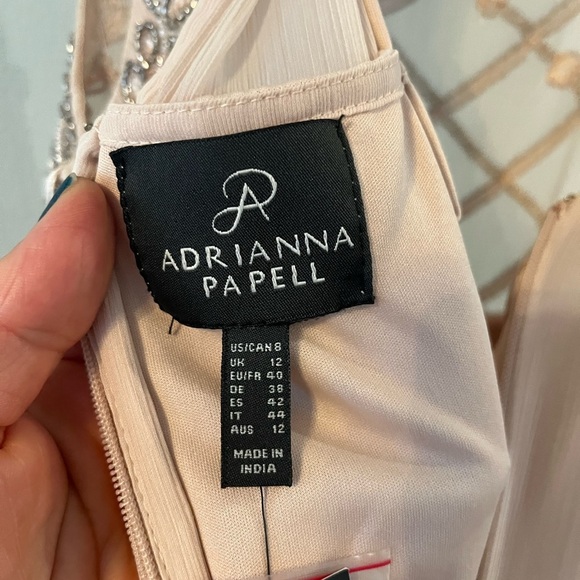 ADRIANNA
PAPELL
US/CAN 8
UK 12
EU/FR 40
DE 38
ES 42
IT 44
AUS 12
MADE IN
INDIA